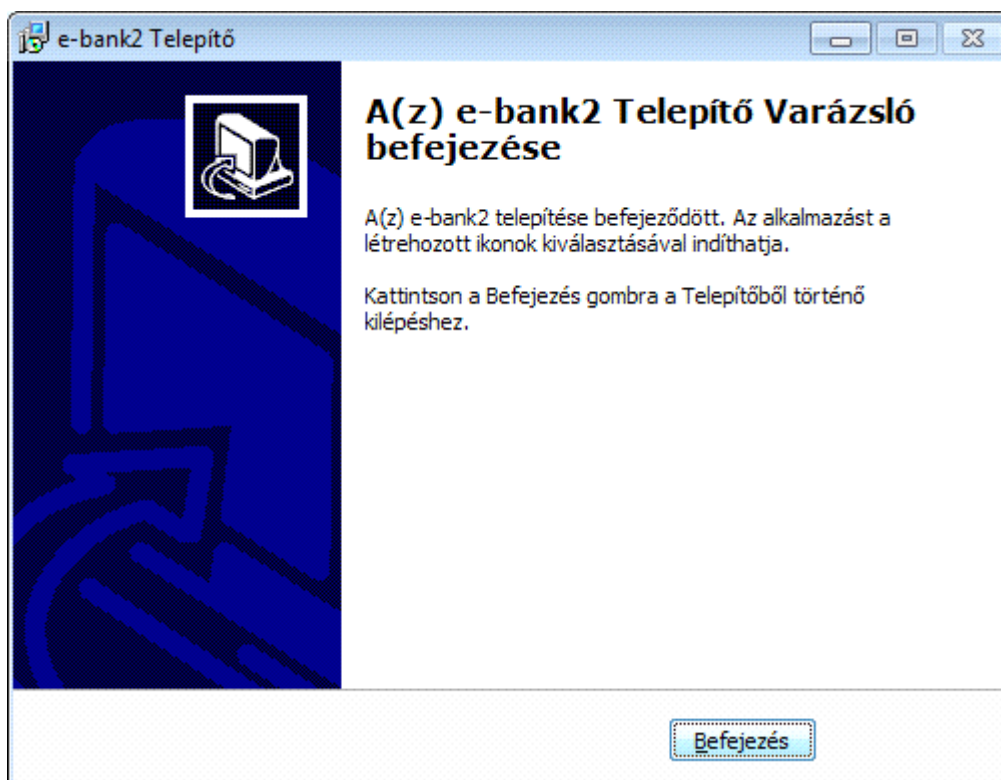 e-bank2 Telepítő
A(z) e-bank2 Telepítő Varázsló
befejezése
A(z) e-bank2 telepítése befejeződött. Az alkalmazást a
létrehozott ikonok kiválasztásával indíthatja.
Kattintson a Befejezés gombra a Telepítőből történő
kilépéshez.
Befejezés